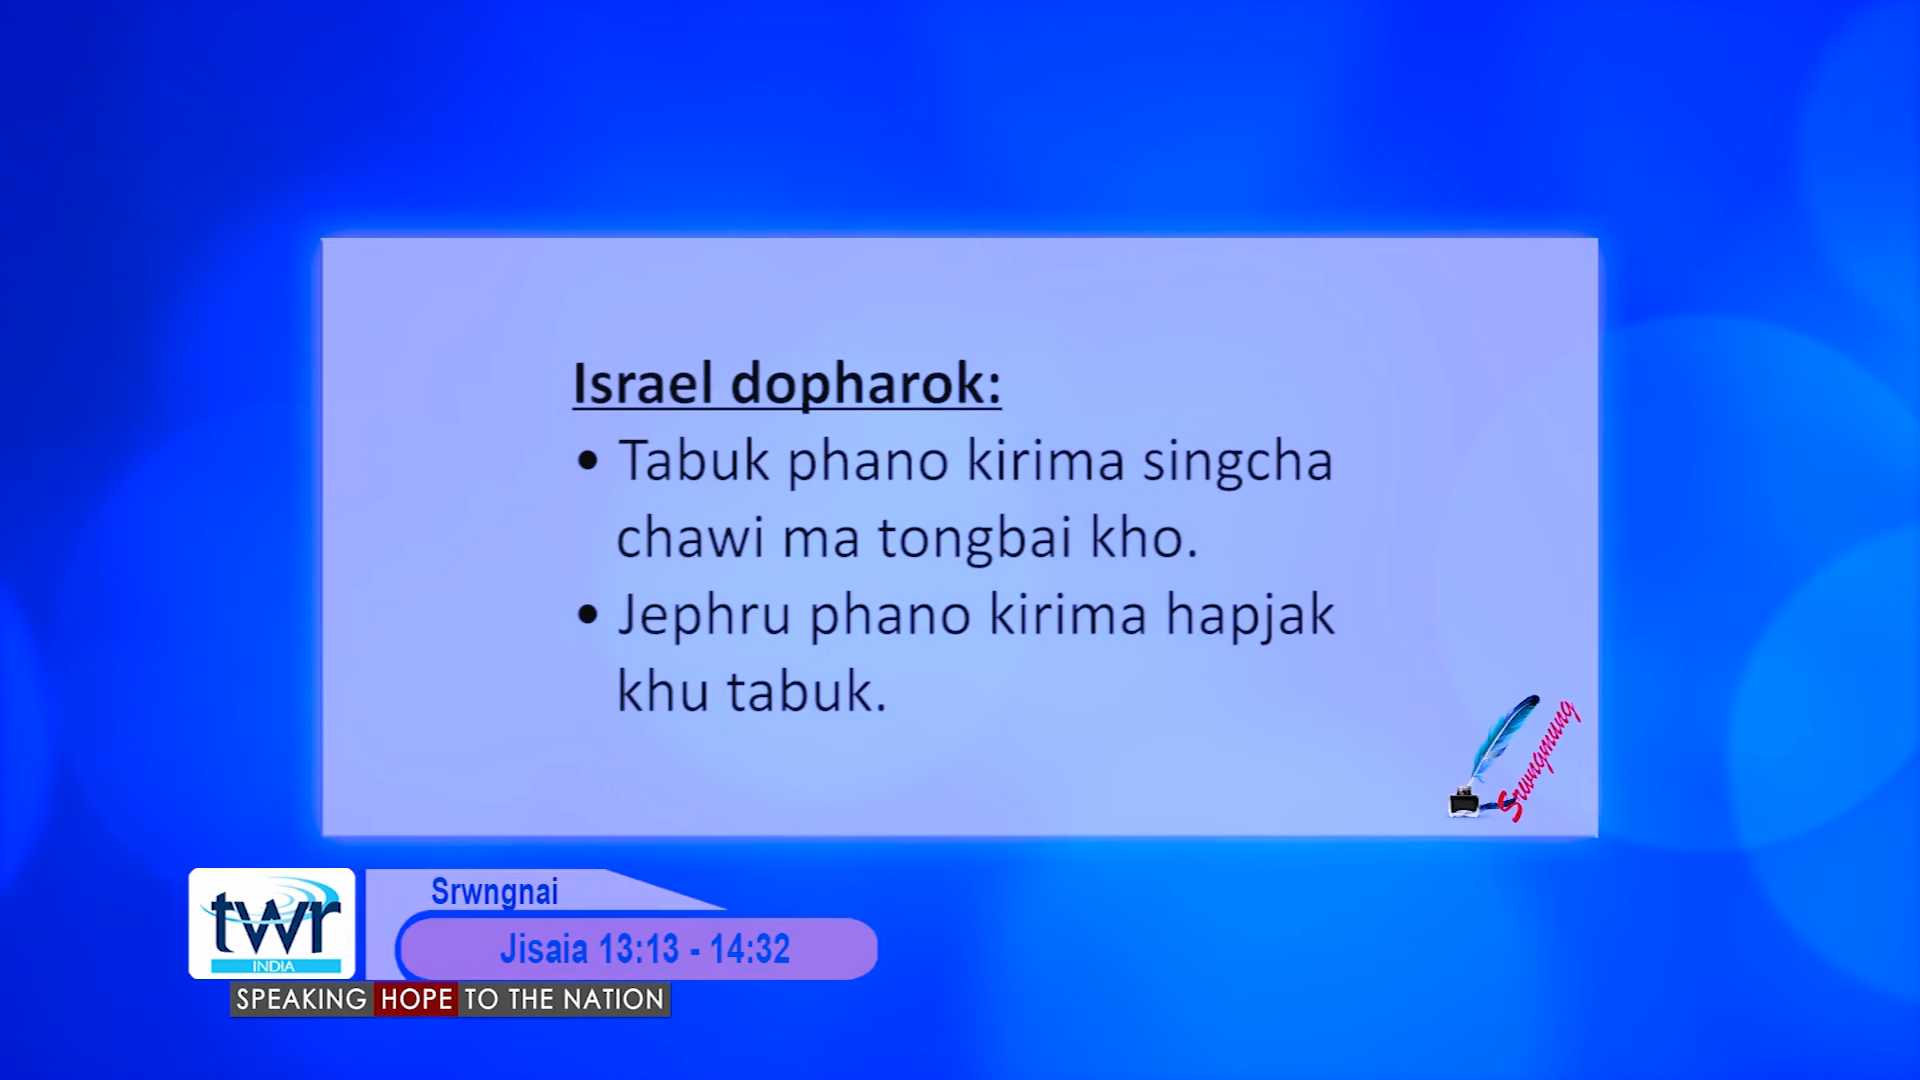 Israel dopharok:
• Tabuk phano kirima singcha
chawi ma tongbai kho.
• Jephru phano kirima hapjak
khu tabuk.
Srwngmung
twr
INDIA
Srwngnai
Jisaia 13:13 - 14:32
SPEAKING HOPE TO THE NATION